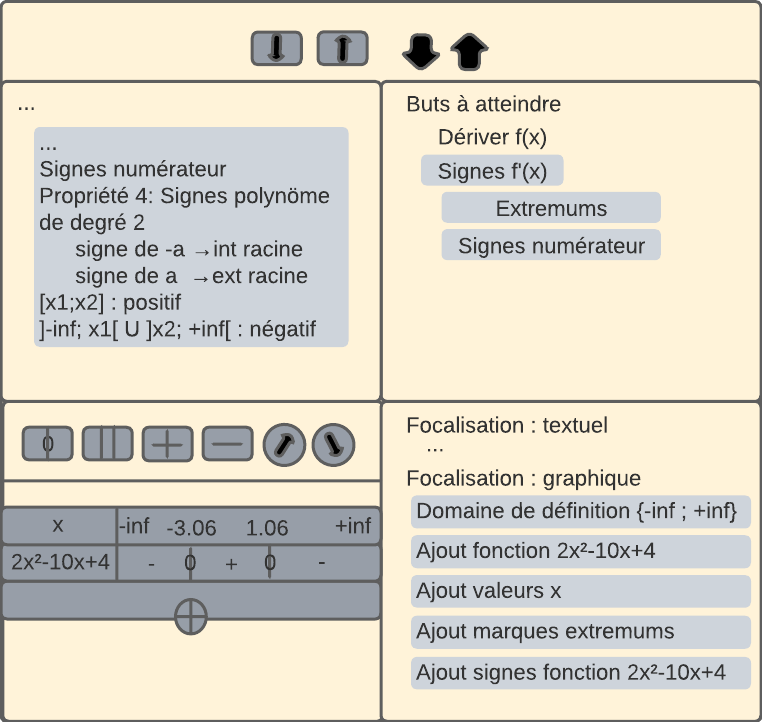 ...
...
Signes numérateur
Propriété 4: Signes polynöme
de degré 2
signe de -a →int racine
signe de a →ext racine
[x1;x2] : positif
]-inf; x1[ U ]x2; +inf[ : négatif
Buts à atteindre
Dériver f(x)
Signes f'(x)
Extremums
Signes numérateur
0
x -inf -3.06 1.06 +inf
2x²-10x+4 - 0 + 0 -
Focalisation : textuel
...
Focalisation : graphique
Domaine de définition {-inf ; +inf}
Ajout fonction 2x²-10x+4
Ajout valeurs x
Ajout marques extremums
Ajout signes fonction 2x²-10x+4